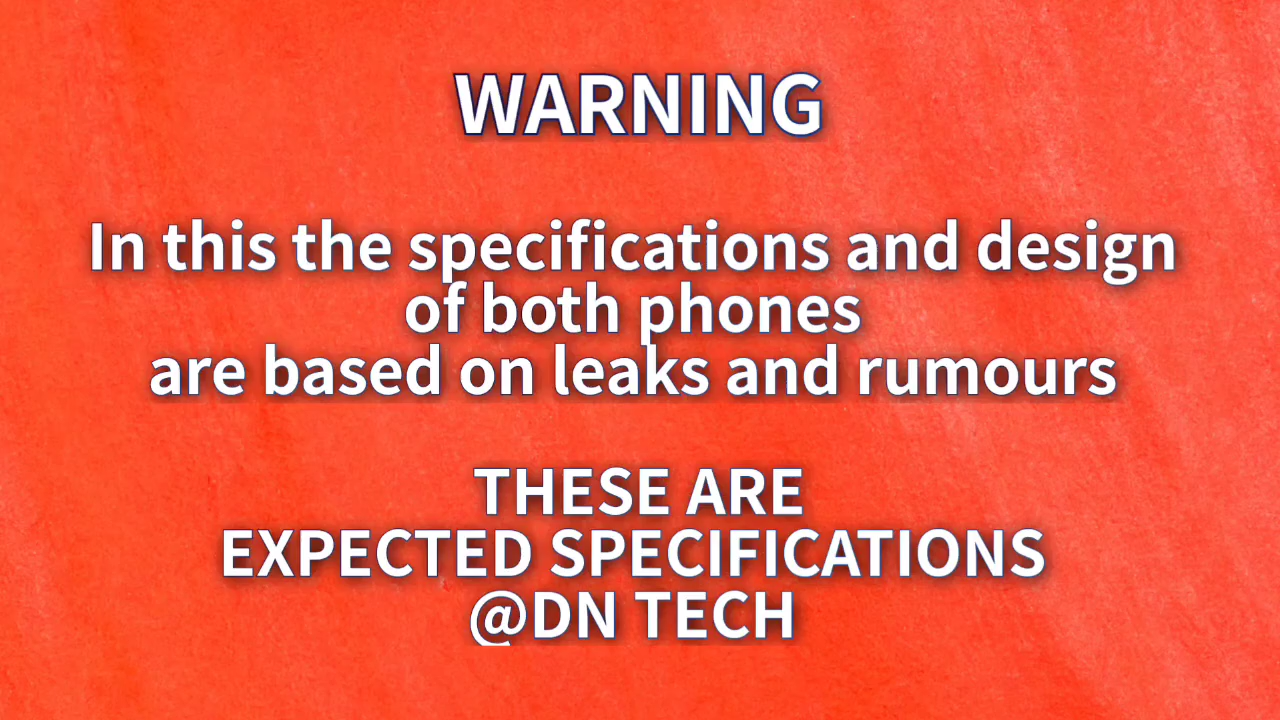 WARNING
In this the specifications and design
of both phones
are based on leaks and rumours
THESE ARE
EXPECTED SPECIFICATIONS
@DN TECH